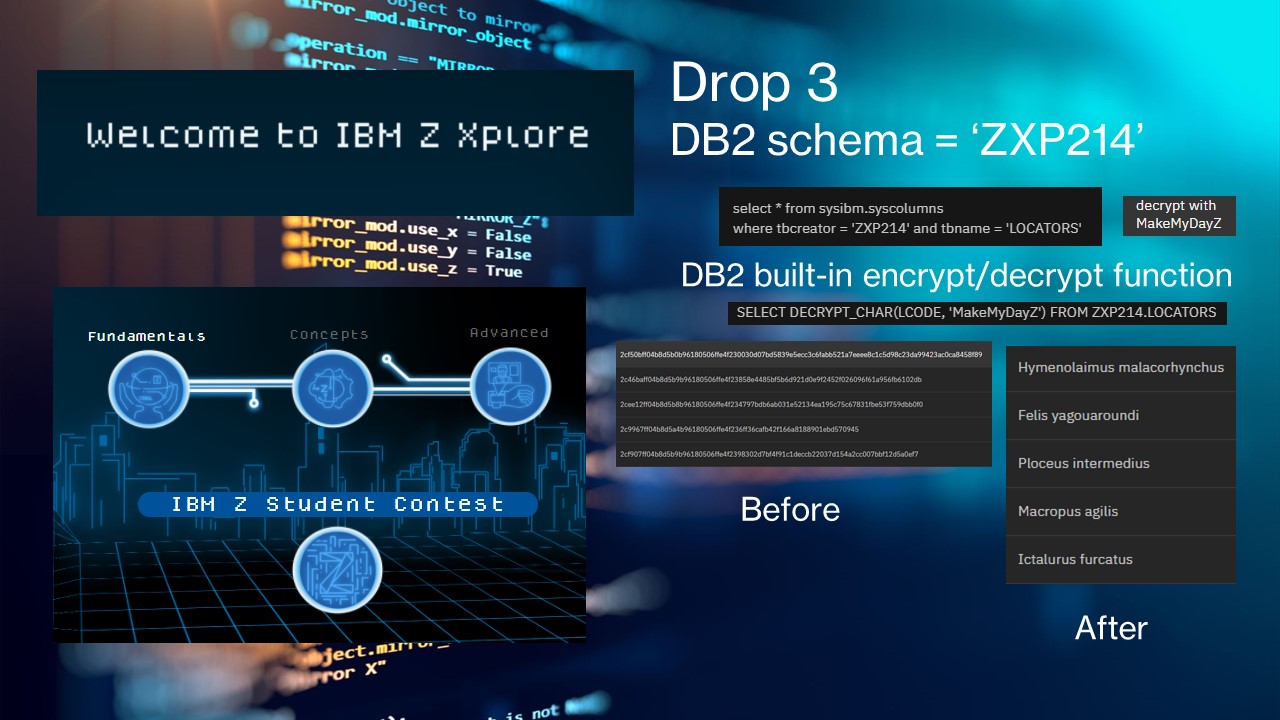 object to mirror
mirror_mod.mirror_object
operation == "MIRROR
Welcome to IBM Z Xplore
"MIRROR_Z":
mirror_mod.use_x = False
mirror_mod.use_y = False
mirror_mod.use_z = True
Fundamentals
Concepts
Advanced
IBM Z Student Contest
Z
object.mirror
mirror X"
is not
Drop 3
DB2 schema = ‘ZXP214’
select * from sysibm.syscolumns
where tbcreator = 'ZXP214' and tbname = 'LOCATORS'
decrypt with
MakeMyDayZ
DB2 built-in encrypt/decrypt function
SELECT DECRYPT_CHAR(LCODE, 'MakeMyDayZ') FROM ZXP214.LOCATORS
2cf50bff04b8d5b0b96180506ffe4f230030d07bd5839e5ecc3c6fabb521a7eeee8c1c5d98c23da99423ac0ca8458f89
2c46baff04b8d5b9b96180506ffe4f23858e4485bf5b6d921d0e9f2452f026096f61a956fb6102db
2cee12ff04b8d5b8b96180506ffe4f234797bdb6ab031e52134ea195c75c67831fbe53f759dbb0f0
2c9967ff04b8d5a4b96180506ffe4f236ff36cafb42f166a8188901ebd570945
2cf907ff04b8d5b9b96180506ffe4f2398302d7bf4f91c1deccb22037d154a2cc007bbf12d5a0ef7
Before
Hymenolaimus malacorhynchus
Felis yagouaroundi
Ploceus intermedius
Macropus agilis
Ictalurus furcatus
After